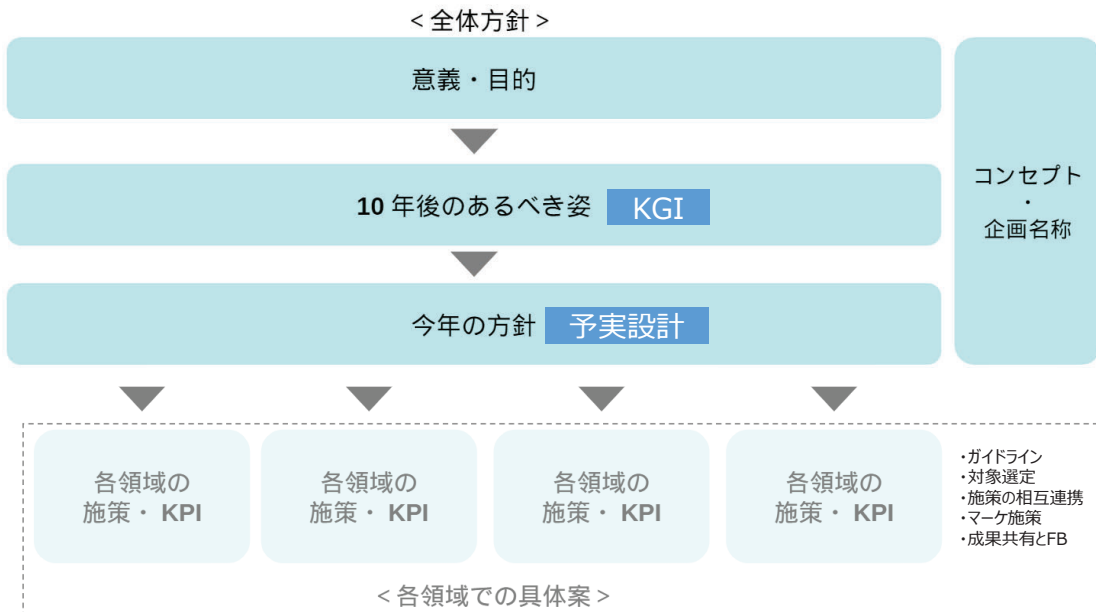 < 全体方針 >
意義・目的
10 年後のあるべき姿 KGI
今年の方針 予実設計
コンセプト
・
企画名称
各領域の
施策・ KPI
各領域の
施策・ KPI
各領域の
施策・ KPI
各領域の
施策・ KPI
・ガイドライン
・対象選定
・施策の相互連携
・マーケ施策
・成果共有とFB
< 各領域での具体案 >